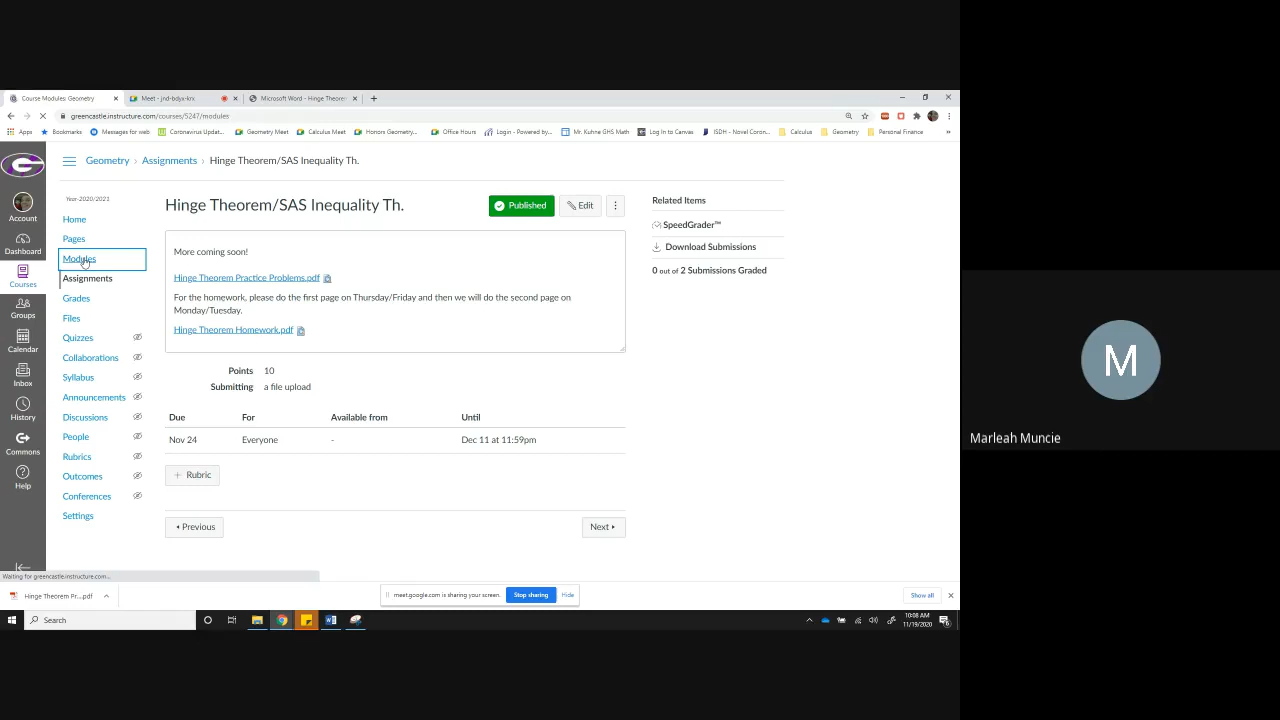 Course Modules: Geometry
Meet - jnd-bdyx-krx
Microsoft Word - Hinge Theore
greencastle.instructure.com/courses/5247/modules
Apps
Bookmarks
Messages for web
Coronavirus Updat...
Geometry Meet
Calculus Meet
Honors Geometry...
Office Hours
Login - Powered by...
Mr. Kuhne GHS Math
Log In to Canvas
ISDH - Novel Coron...
Calculus
Geometry
Personal Finance
»
G
Geometry › Assignments › Hinge Theorem/SAS Inequality Th.
Account
Dashboard
Courses
Groups
Calendar
Inbox
History
Commons
Help
Year-2020/2021
Home
Pages
Modules
Assignments
Grades
Files
Quizzes
Collaborations
Syllabus
Announcements
Discussions
People
Rubrics
Outcomes
Conferences
Settings
Hinge Theorem/SAS Inequality Th.
Published
Edit
More coming soon!
Hinge Theorem Practice Problems.pdf
For the homework, please do the first page on Thursday/Friday and then we will do the second page on
Monday/Tuesday.
Hinge Theorem Homework.pdf
Points 10
Submitting a file upload
Due For Available from Until
Nov 24 Everyone - Dec 11 at 11:59pm
+ Rubric
Previous
Next
Related Items
SpeedGrader™
Download Submissions
0 out of 2 Submissions Graded
M
Marleah Muncie
Waiting for greencastle.instructure.com...
Hinge Theorem Pr....pdf
meet.google.com is sharing your screen.
Stop sharing
Hide
Show all
Search
10:08 AM
11/19/2020